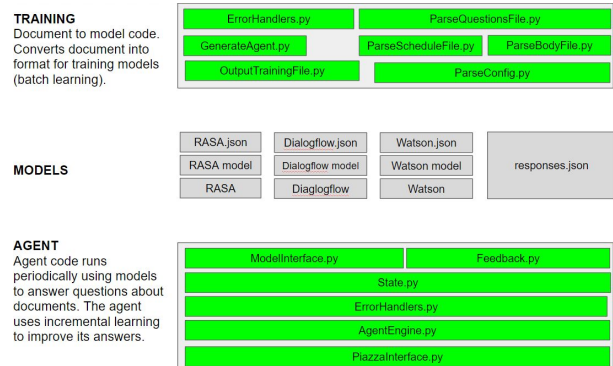 TRAINING
Document to model code.
Converts document into
format for training models
(batch learning).
ErrorHandlers.py
ParseQuestionsFile.py
GenerateAgent.py
ParseScheduleFile.py
ParseBodyFile.py
OutputTrainingFile.py
ParseConfig.py
MODELS
RASA.json
Dialogflow.json
Watson.json
RASA model
Dialogflow model
Watson model
responses.json
RASA
Diaglogflow
Watson
AGENT
Agent code runs
periodically using models
to answer questions about
documents. The agent
uses incremental learning
to improve its answers.
ModelInterface.py
Feedback.py
State.py
ErrorHandlers.py
AgentEngine.py
PiazzaInterface.py